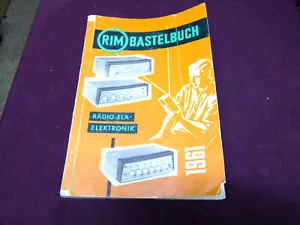 RIM BASTELBUCH
RADIO-ELA-
ELEKTRONIK
1961